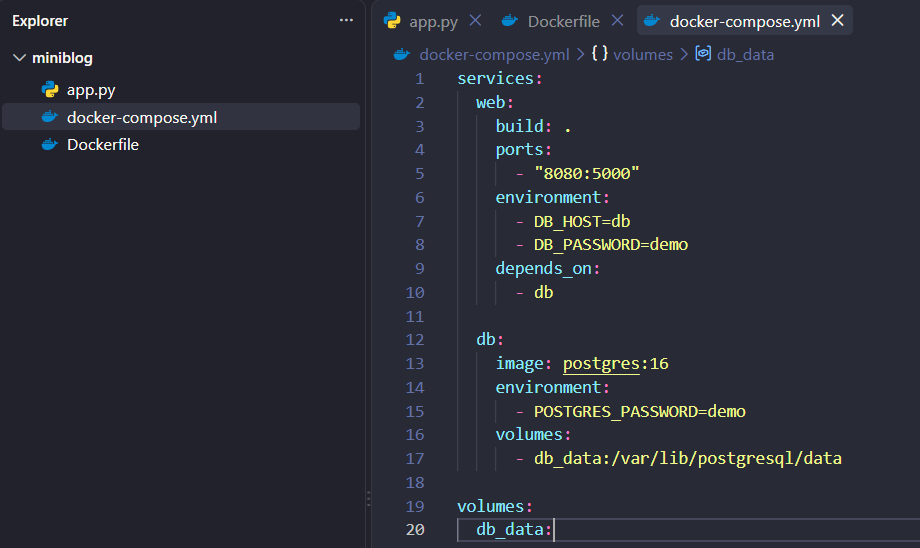 Explorer ...
miniblog
app.py
docker-compose.yml
Dockerfile
app.py Dockerfile docker-compose.yml
docker-compose.yml > {} volumes > db_data
1 services:
2   web:
3     build: .
4     ports:
5       - "8080:5000"
6     environment:
7       - DB_HOST=db
8       - DB_PASSWORD=demo
9     depends_on:
10       - db
11
12   db:
13     image: postgres:16
14     environment:
15       - POSTGRES_PASSWORD=demo
16     volumes:
17       - db_data:/var/lib/postgresql/data
18
19 volumes:
20   db_data: